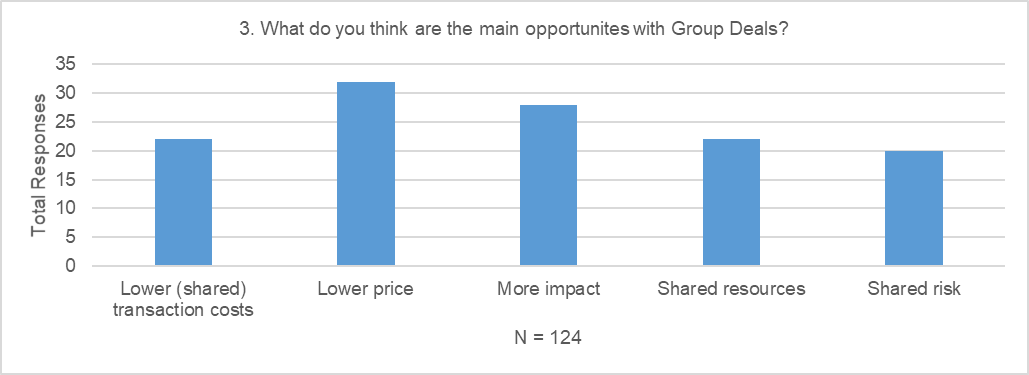 3. What do you think are the main opportunites with Group Deals?
Total Responses
35
30
25
20
15
10
5
0
Lower (shared)
transaction costs
Lower price
More impact
Shared resources
Shared risk
N = 124